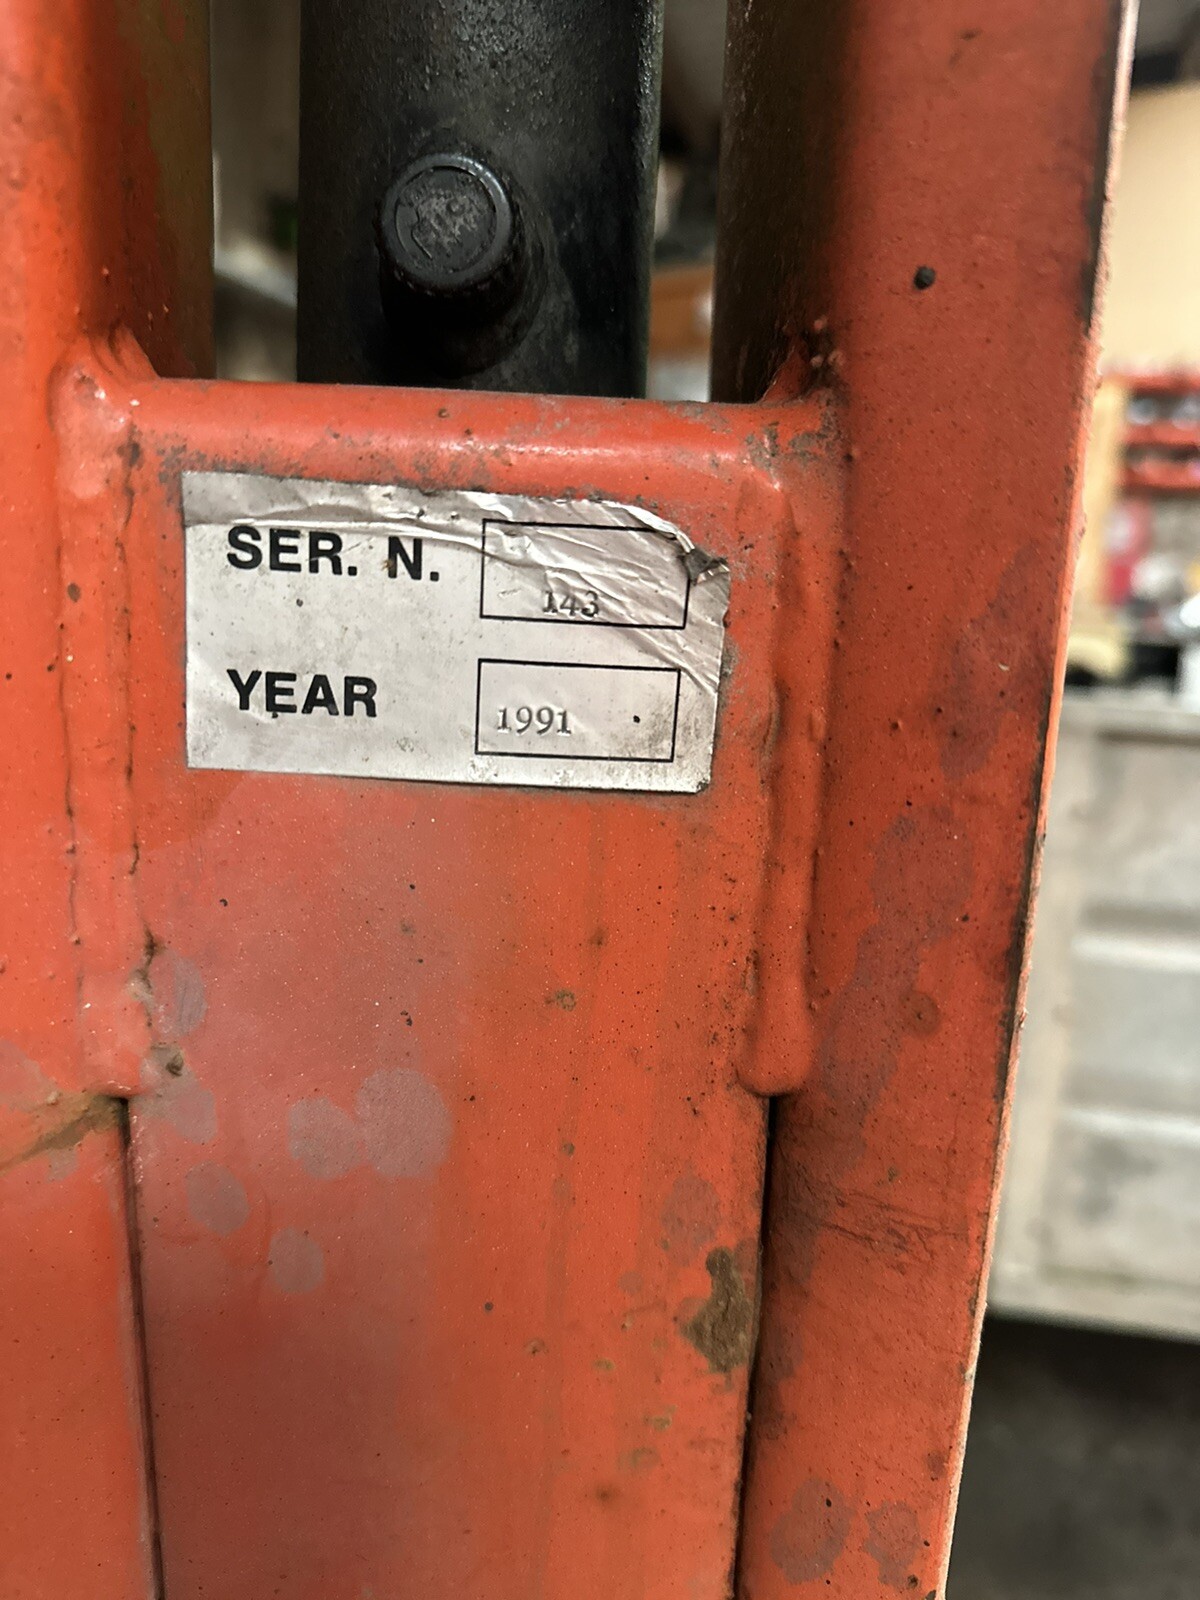 SER. N. 143
YEAR 1991